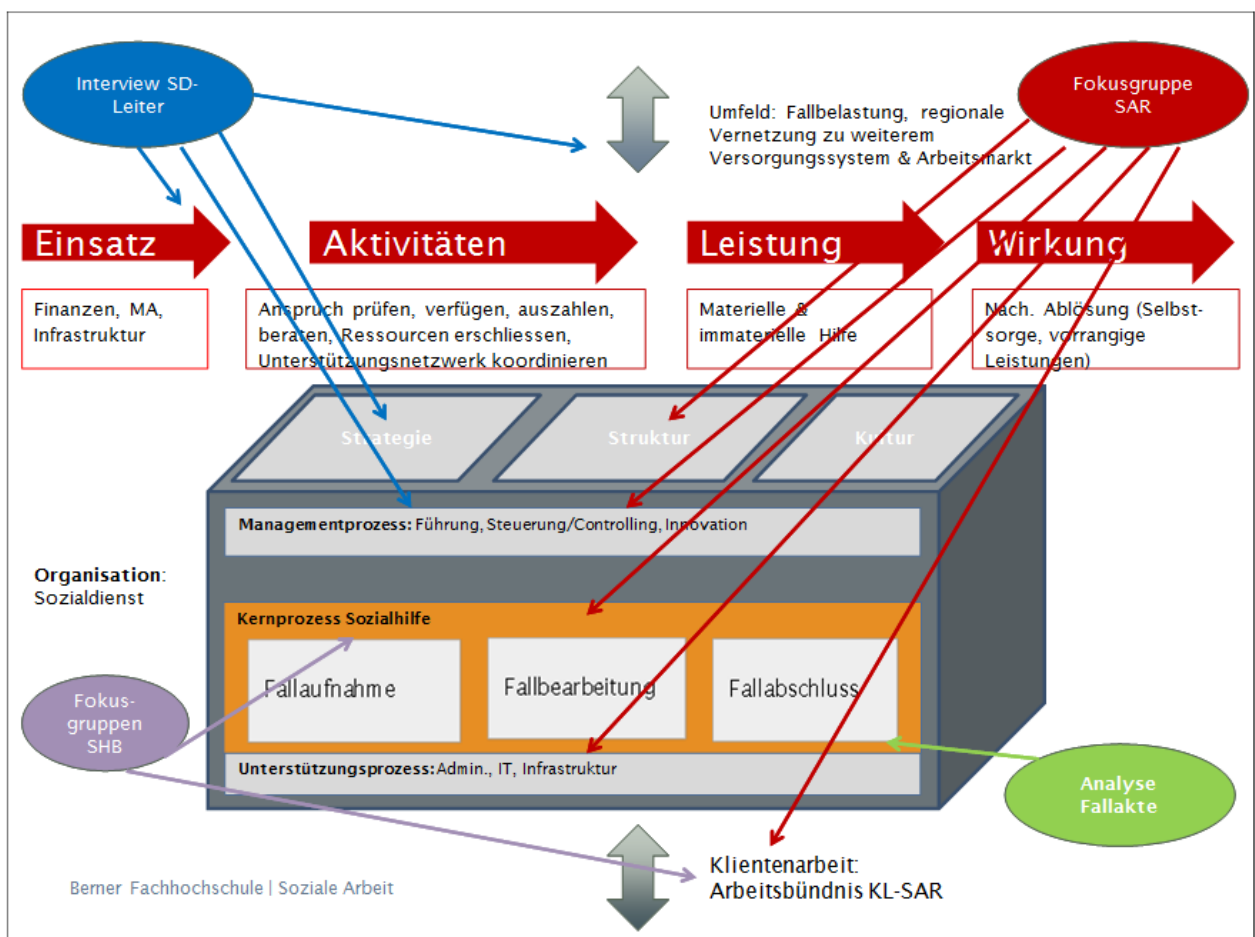 Interview SD-
Leiter
Umfeld: Fallbelastung, regionale
Vernetzung zu weiterem
Versorgungssystem & Arbeitsmarkt
Fokusgruppe
SAR
Einsatz
Aktivitäten
Leistung
Wirkung
Finanzen, MA,
Infrastruktur
Anspruch prüfen, verfügen, auszahlen,
beraten, Ressourcen erschliessen,
Unterstützungsnetzwerk koordinieren
Materielle &
immaterielle Hilfe
Nach. Ablösung (Selbst-
sorge, vorrangige
Leistungen)
Strategie
Struktur
Kultur
Managementprozess: Führung, Steuerung/Controlling, Innovation
Organisation:
Sozialdienst
Kernprozess Sozialhilfe
Fallaufnahme
Fallbearbeitung
Fallabschluss
Fokus-
gruppen
SHB
Unterstützungsprozess:Admin., IT, Infrastruktur
Analyse
Fallakte
Klientenarbeit:
Arbeitsbündnis KL-SAR
Berner Fachhochschule | Soziale Arbeit